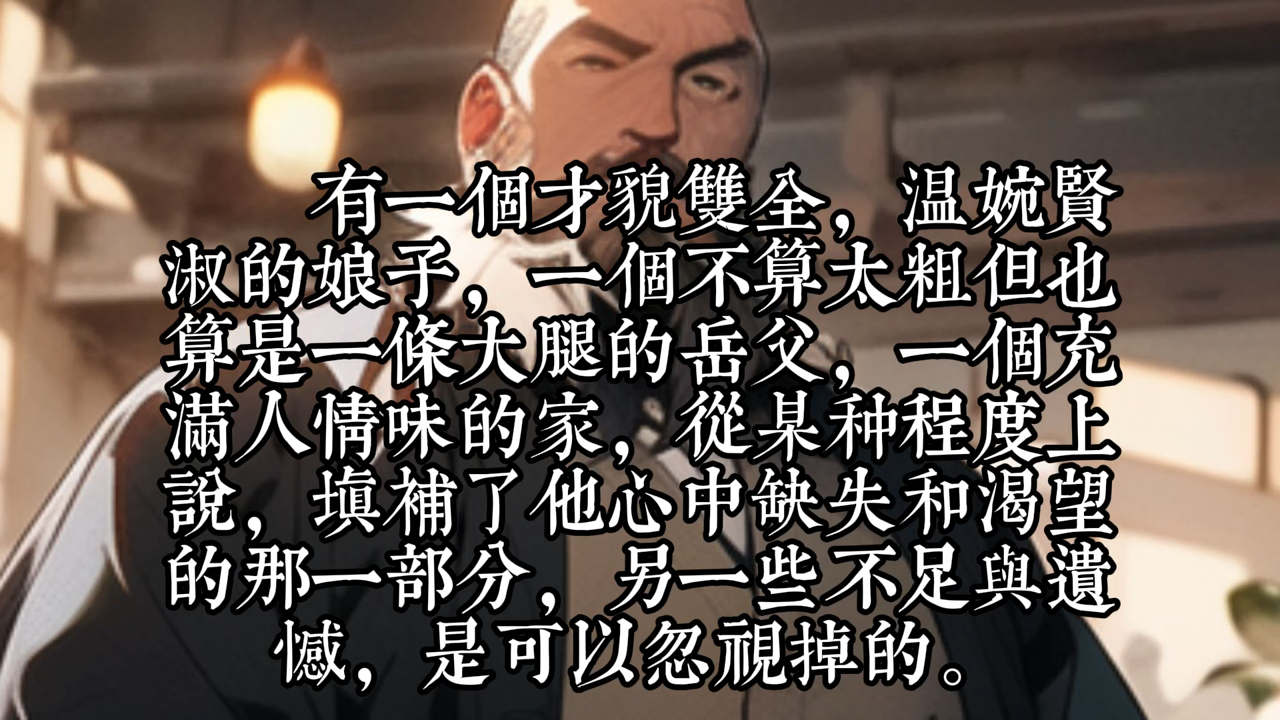 有一個才貌雙全，温婉賢
淑的娘子，一個不算太粗但也
算是一條大腿的岳父，一個充
滿人情味的家，從某种程度上
說，填補了他心中缺失和渴望
的那一部分，另一些不足與遺
憾，是可以忽視掉的。